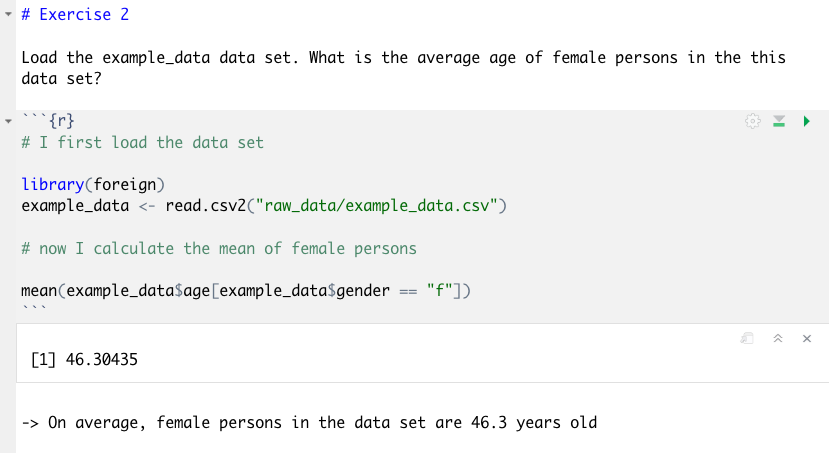 # Exercise 2
Load the example_data data set. What is the average age of female persons in the this
data set?
```{r}
# I first load the data set
library(foreign)
example_data <- read.csv2("raw_data/example_data.csv")
# now I calculate the mean of female persons
mean(example_data$age[example_data$gender == "f"])
```
[1] 46.30435
-> On average, female persons in the data set are 46.3 years old